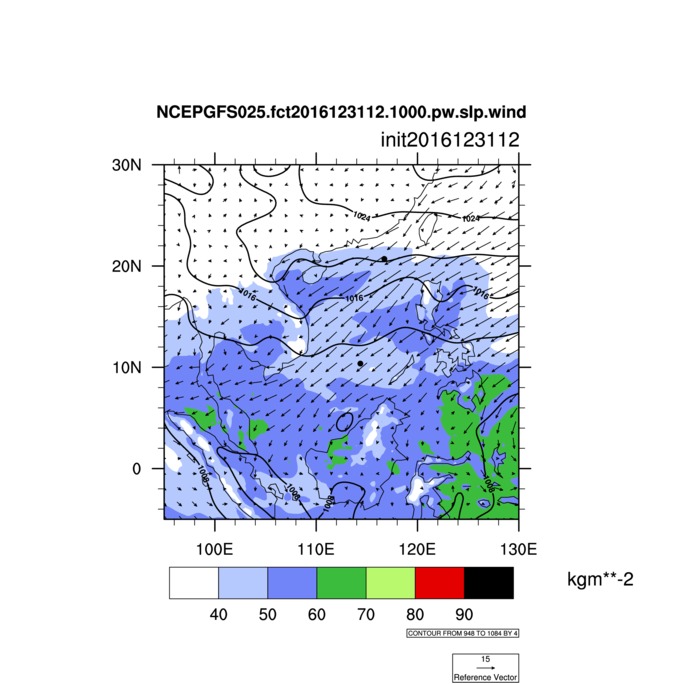 NCEPGFS025.fct2016123112.1000.pw.slp.wind
init2016123112
30N
1024
1024
20N
1016
1016
1016
10N
0
1008
1008
1008
1008
100E
110E
120E
130E
kgm**-2
40
50
60
70
80
90
CONTOUR FROM 948 TO 1084 BY 4
15
Reference Vector